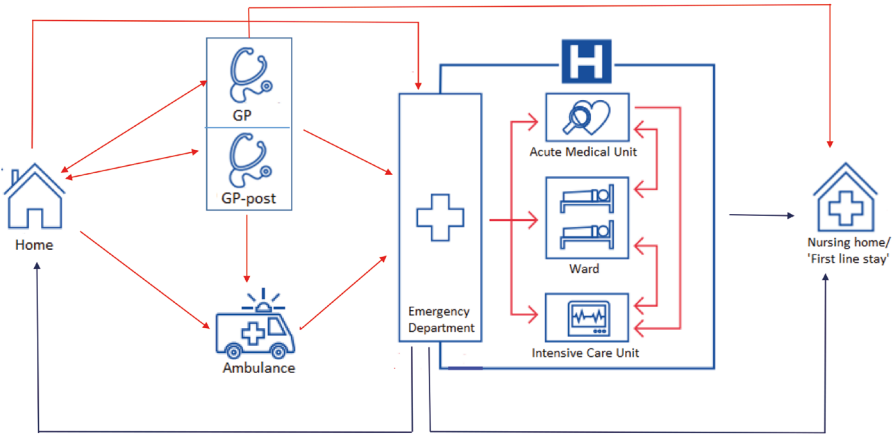 H
GP
GP-post
Home
Ambulance
Emergency
Department
Acute Medical Unit
Ward
Intensive Care Unit
Nursing home/
'First line stay'